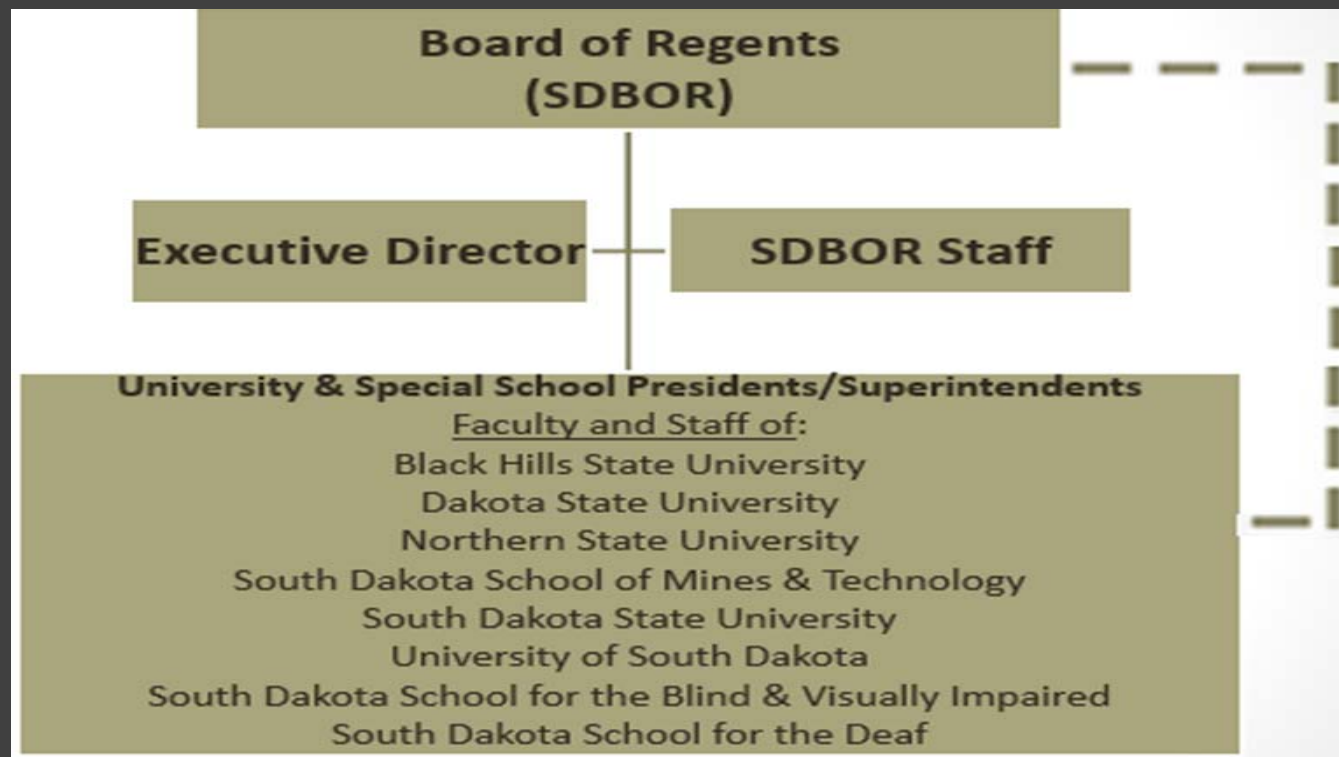 Board of Regents
(SDBOR)
Executive Director
SDBOR Staff
University & Special School Presidents/Superintendents
Faculty and Staff of:
Black Hills State University
Dakota State University
Northern State University
South Dakota School of Mines & Technology
South Dakota State University
University of South Dakota
South Dakota School for the Blind & Visually Impaired
South Dakota School for the Deaf